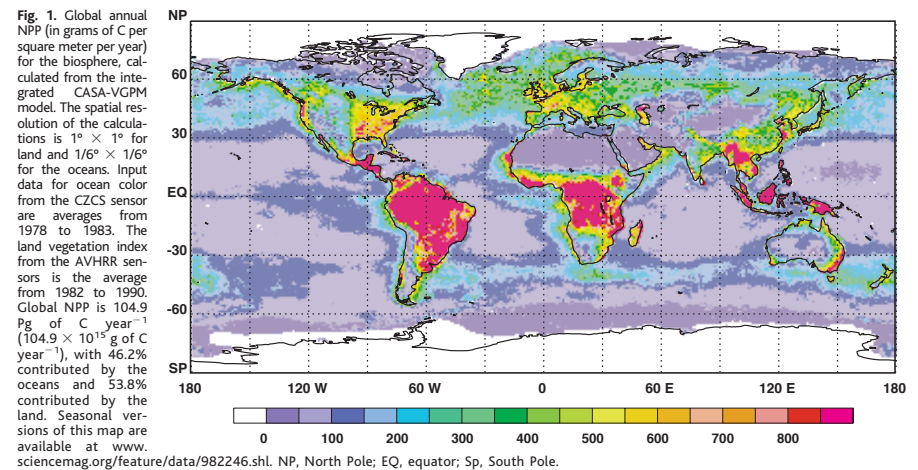 Fig. 1. Global annual
NPP (in grams of C per
square meter per year)
for the biosphere, cal-
culated from the inte-
grated CASA-VGPM
model. The spatial res-
olution of the calcula-
tions is 1° × 1° for
land and 1/6° × 1/6°
for the oceans. Input
data for ocean color
from the CZCS sensor
are averages from
1978 to 1983. The
land vegetation index
from the AVHRR sen-
sors is the average
from 1982 to 1990.
Global NPP is 104.9
Pg of C year⁻¹
(104.9 × 10¹⁵ g of C
year⁻¹), with 46.2%
contributed by the
oceans and 53.8%
contributed by the
land. Seasonal ver-
sions of this map are
available at www.
sciencemag.org/feature/data/982246.shl. NP, North Pole; EQ, equator; Sp, South Pole.
NP
60
30
EQ
-30
-60
SP
180 120 W 60 W 0 60 E 120 E 180
0 100 200 300 400 500 600 700 800